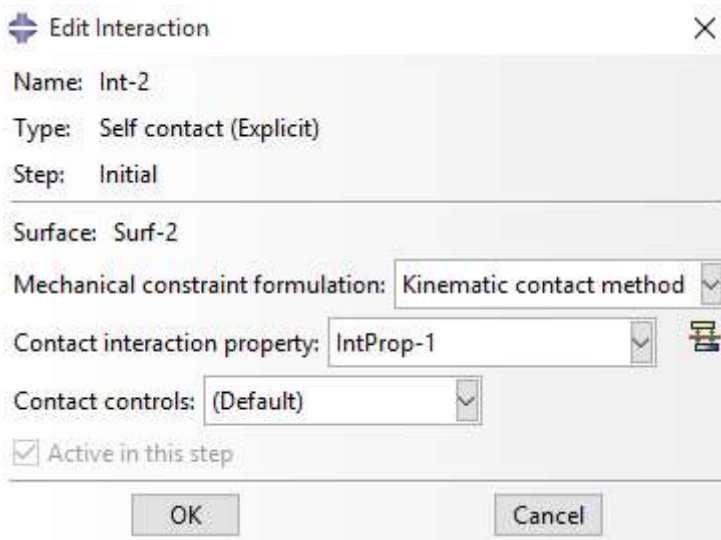 Edit Interaction
Name: Int-2
Type: Self contact (Explicit)
Step: Initial
Surface: Surf-2
Mechanical constraint formulation: Kinematic contact method
Contact interaction property: IntProp-1
Contact controls: (Default)
Active in this step
OK Cancel